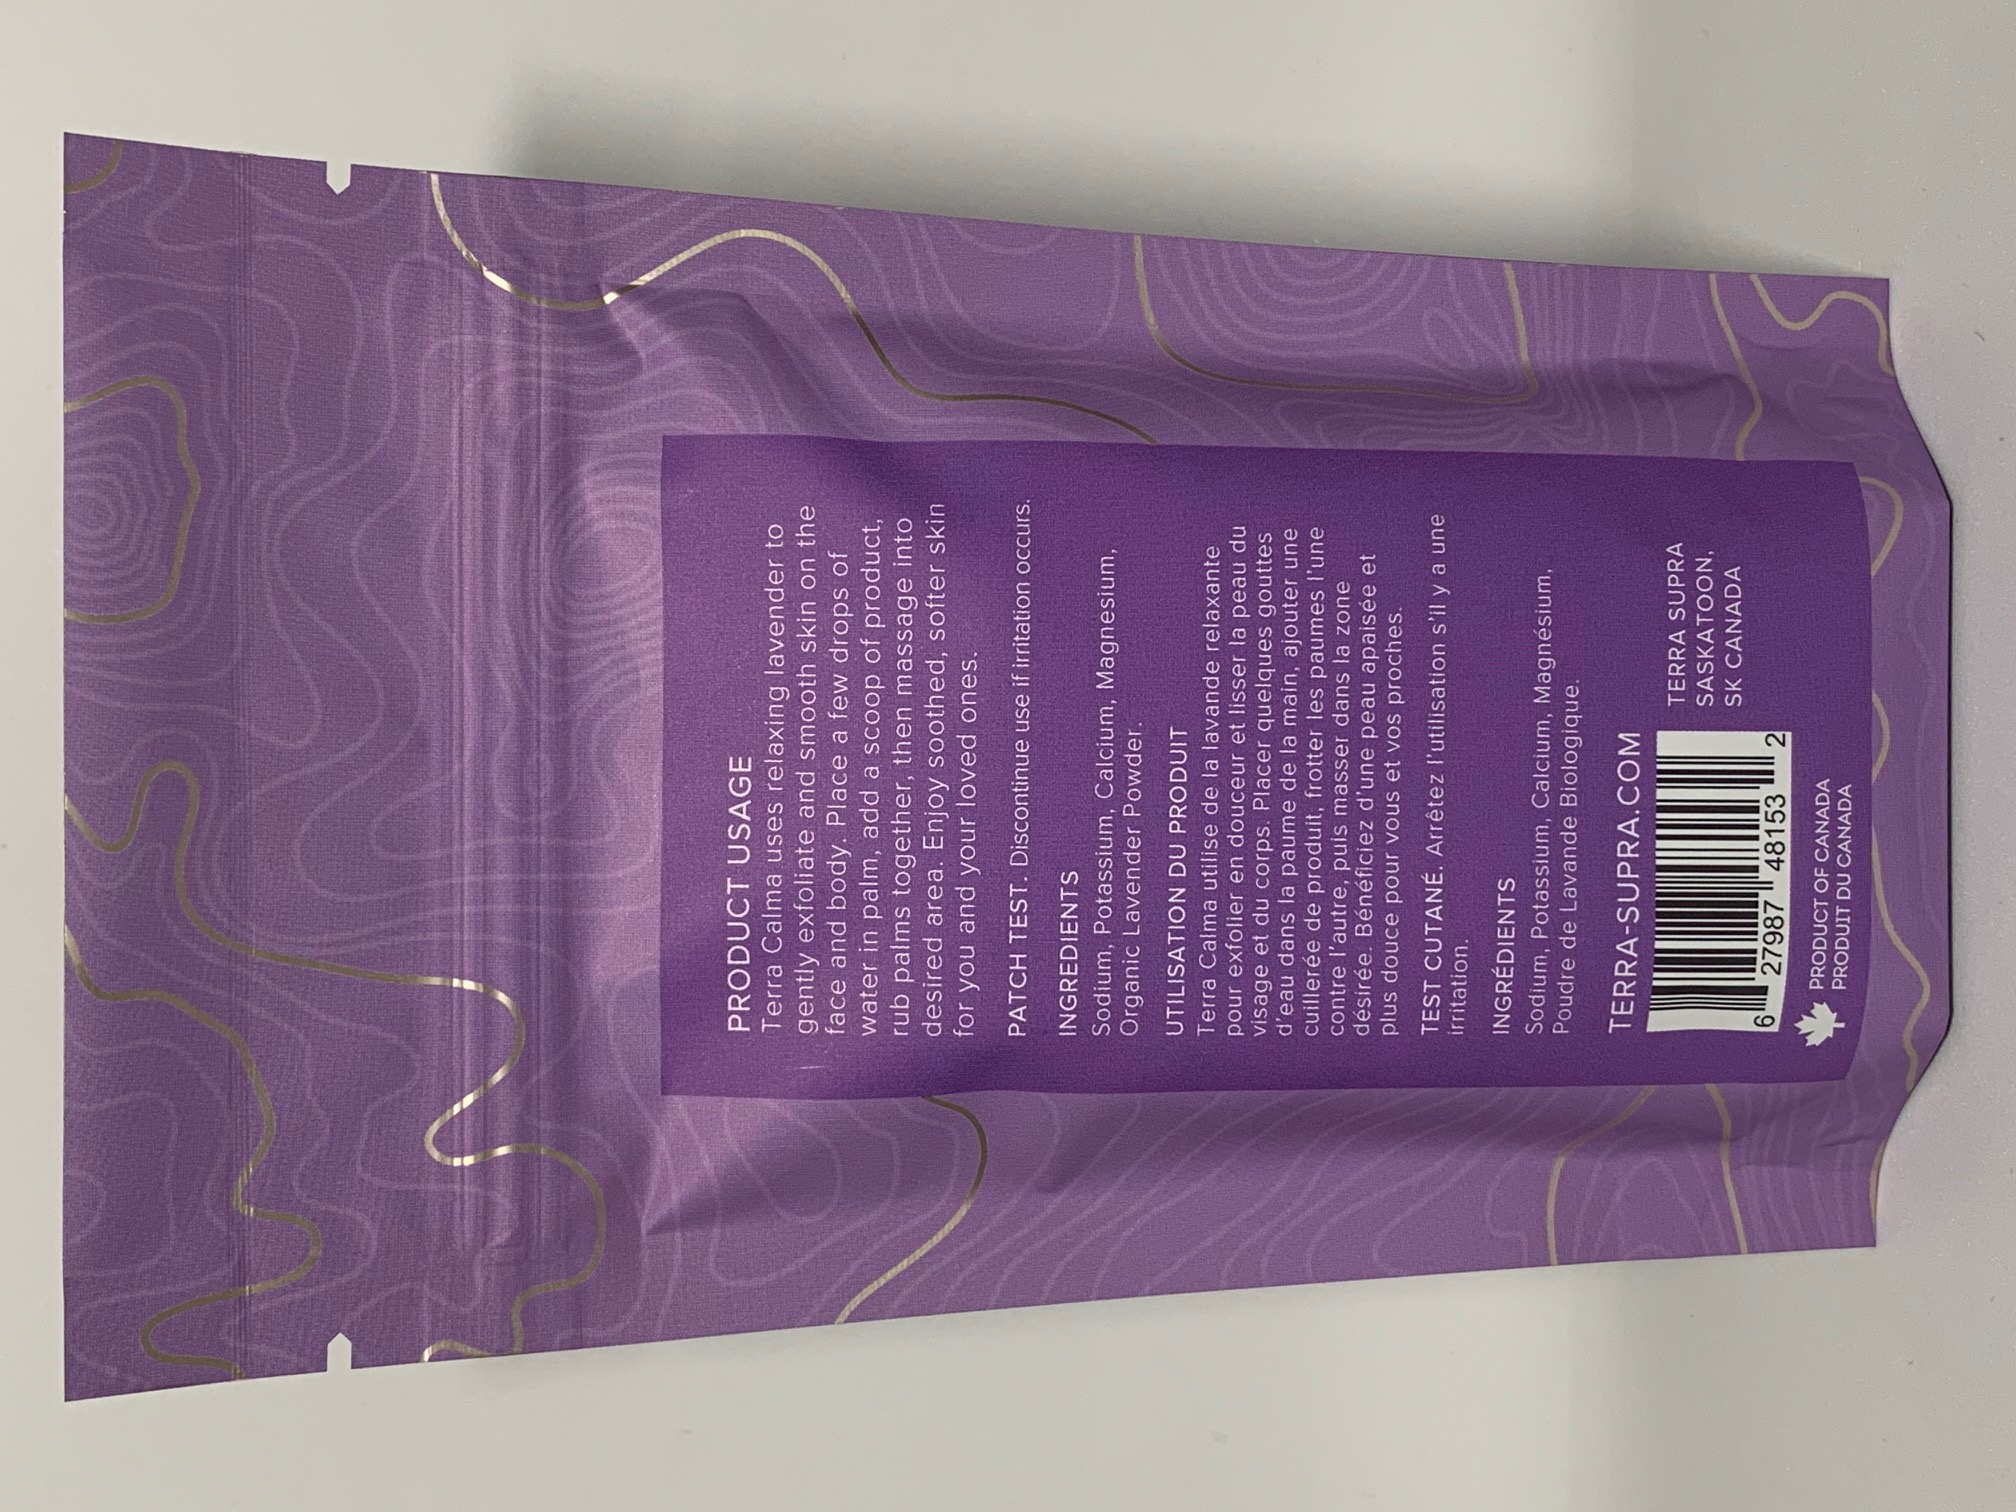 PRODUCT USAGE
Terra Calma uses relaxing lavender to
gently exfoliate and smooth skin on the
face and body. Place a few drops of
water in palm, add a scoop of product,
rub palms together, then massage into
desired area. Enjoy soothed, softer skin
for you and your loved ones.
PATCH TEST. Discontinue use if irritation occurs.
INGREDIENTS
Sodium, Potassium, Calcium, Magnesium,
Organic Lavender Powder.
UTILISATION DU PRODUIT
Terra Calma utilise de la lavande relaxante
pour exfolier en douceur et lisser la peau du
visage et du corps. Placer quelques gouttes
d'eau dans la paume de la main, ajouter une
cuillerée de produit, frotter les paumes l'une
contre l'autre, puis masser dans la zone
désirée. Bénéficiez d'une peau apaisée et
plus douce pour vous et vos proches.
TEST CUTANÉ. Arrêtez l'utilisation s'il y a une
irritation.
INGRÉDIENTS
Sodium, Potassium, Calcium, Magnésium,
Poudre de Lavande Biologique.
TERRA-SUPRA.COM
6 27987 48153 2
TERRA SUPRA
SASKATOON,
SK CANADA
PRODUCT OF CANADA
PRODUIT DU CANADA